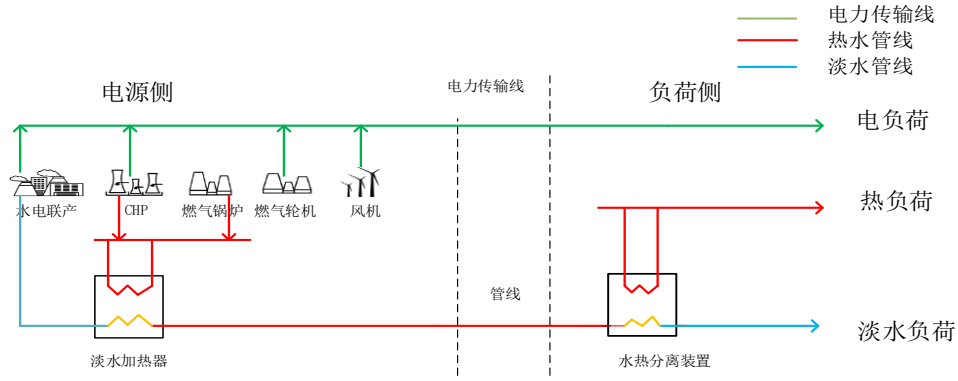 电力传输线
热水管线
淡水管线
电源侧
电力传输线
负荷侧
电负荷
水电联产
CHP
燃气锅炉
燃气轮机
风机
热负荷
管线
淡水负荷
淡水加热器
水热分离装置